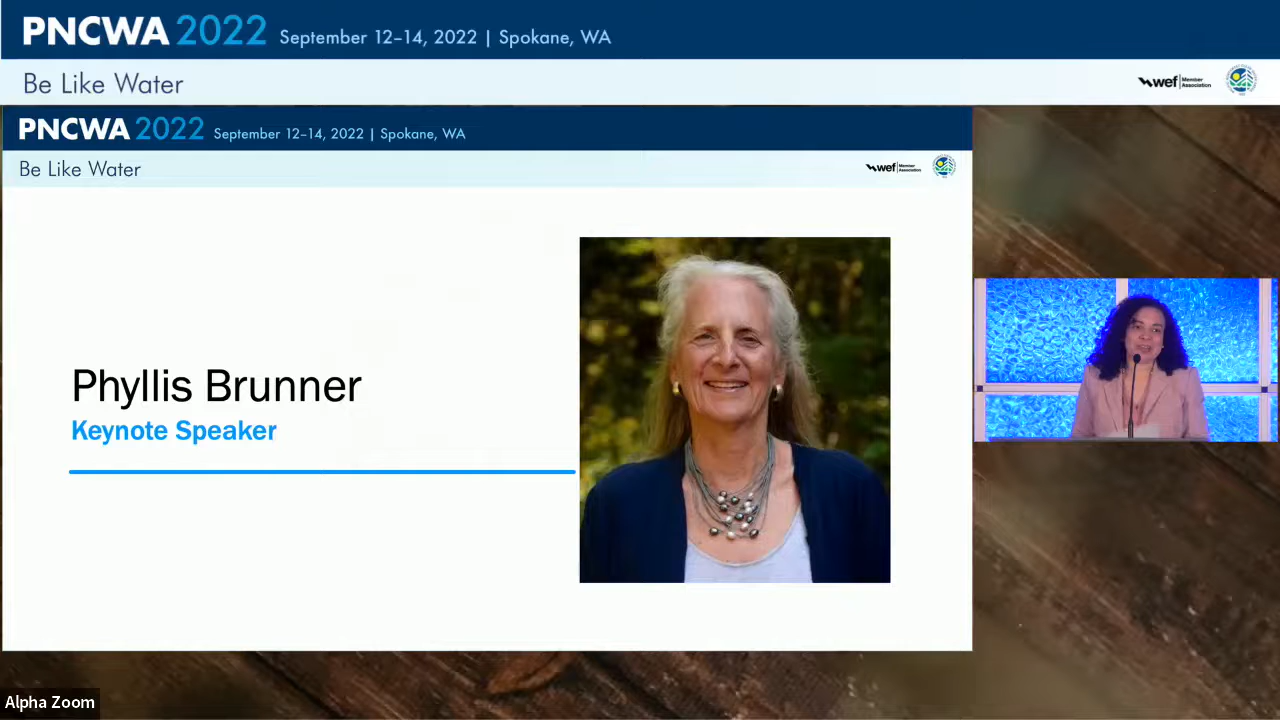 PNCWA 2022 September 12–14, 2022 | Spokane, WA
Be Like Water
wef Member Association
PNCWA 2022 September 12–14, 2022 | Spokane, WA
Be Like Water
wef Member Association
Phyllis Brunner
Keynote Speaker
Alpha Zoom